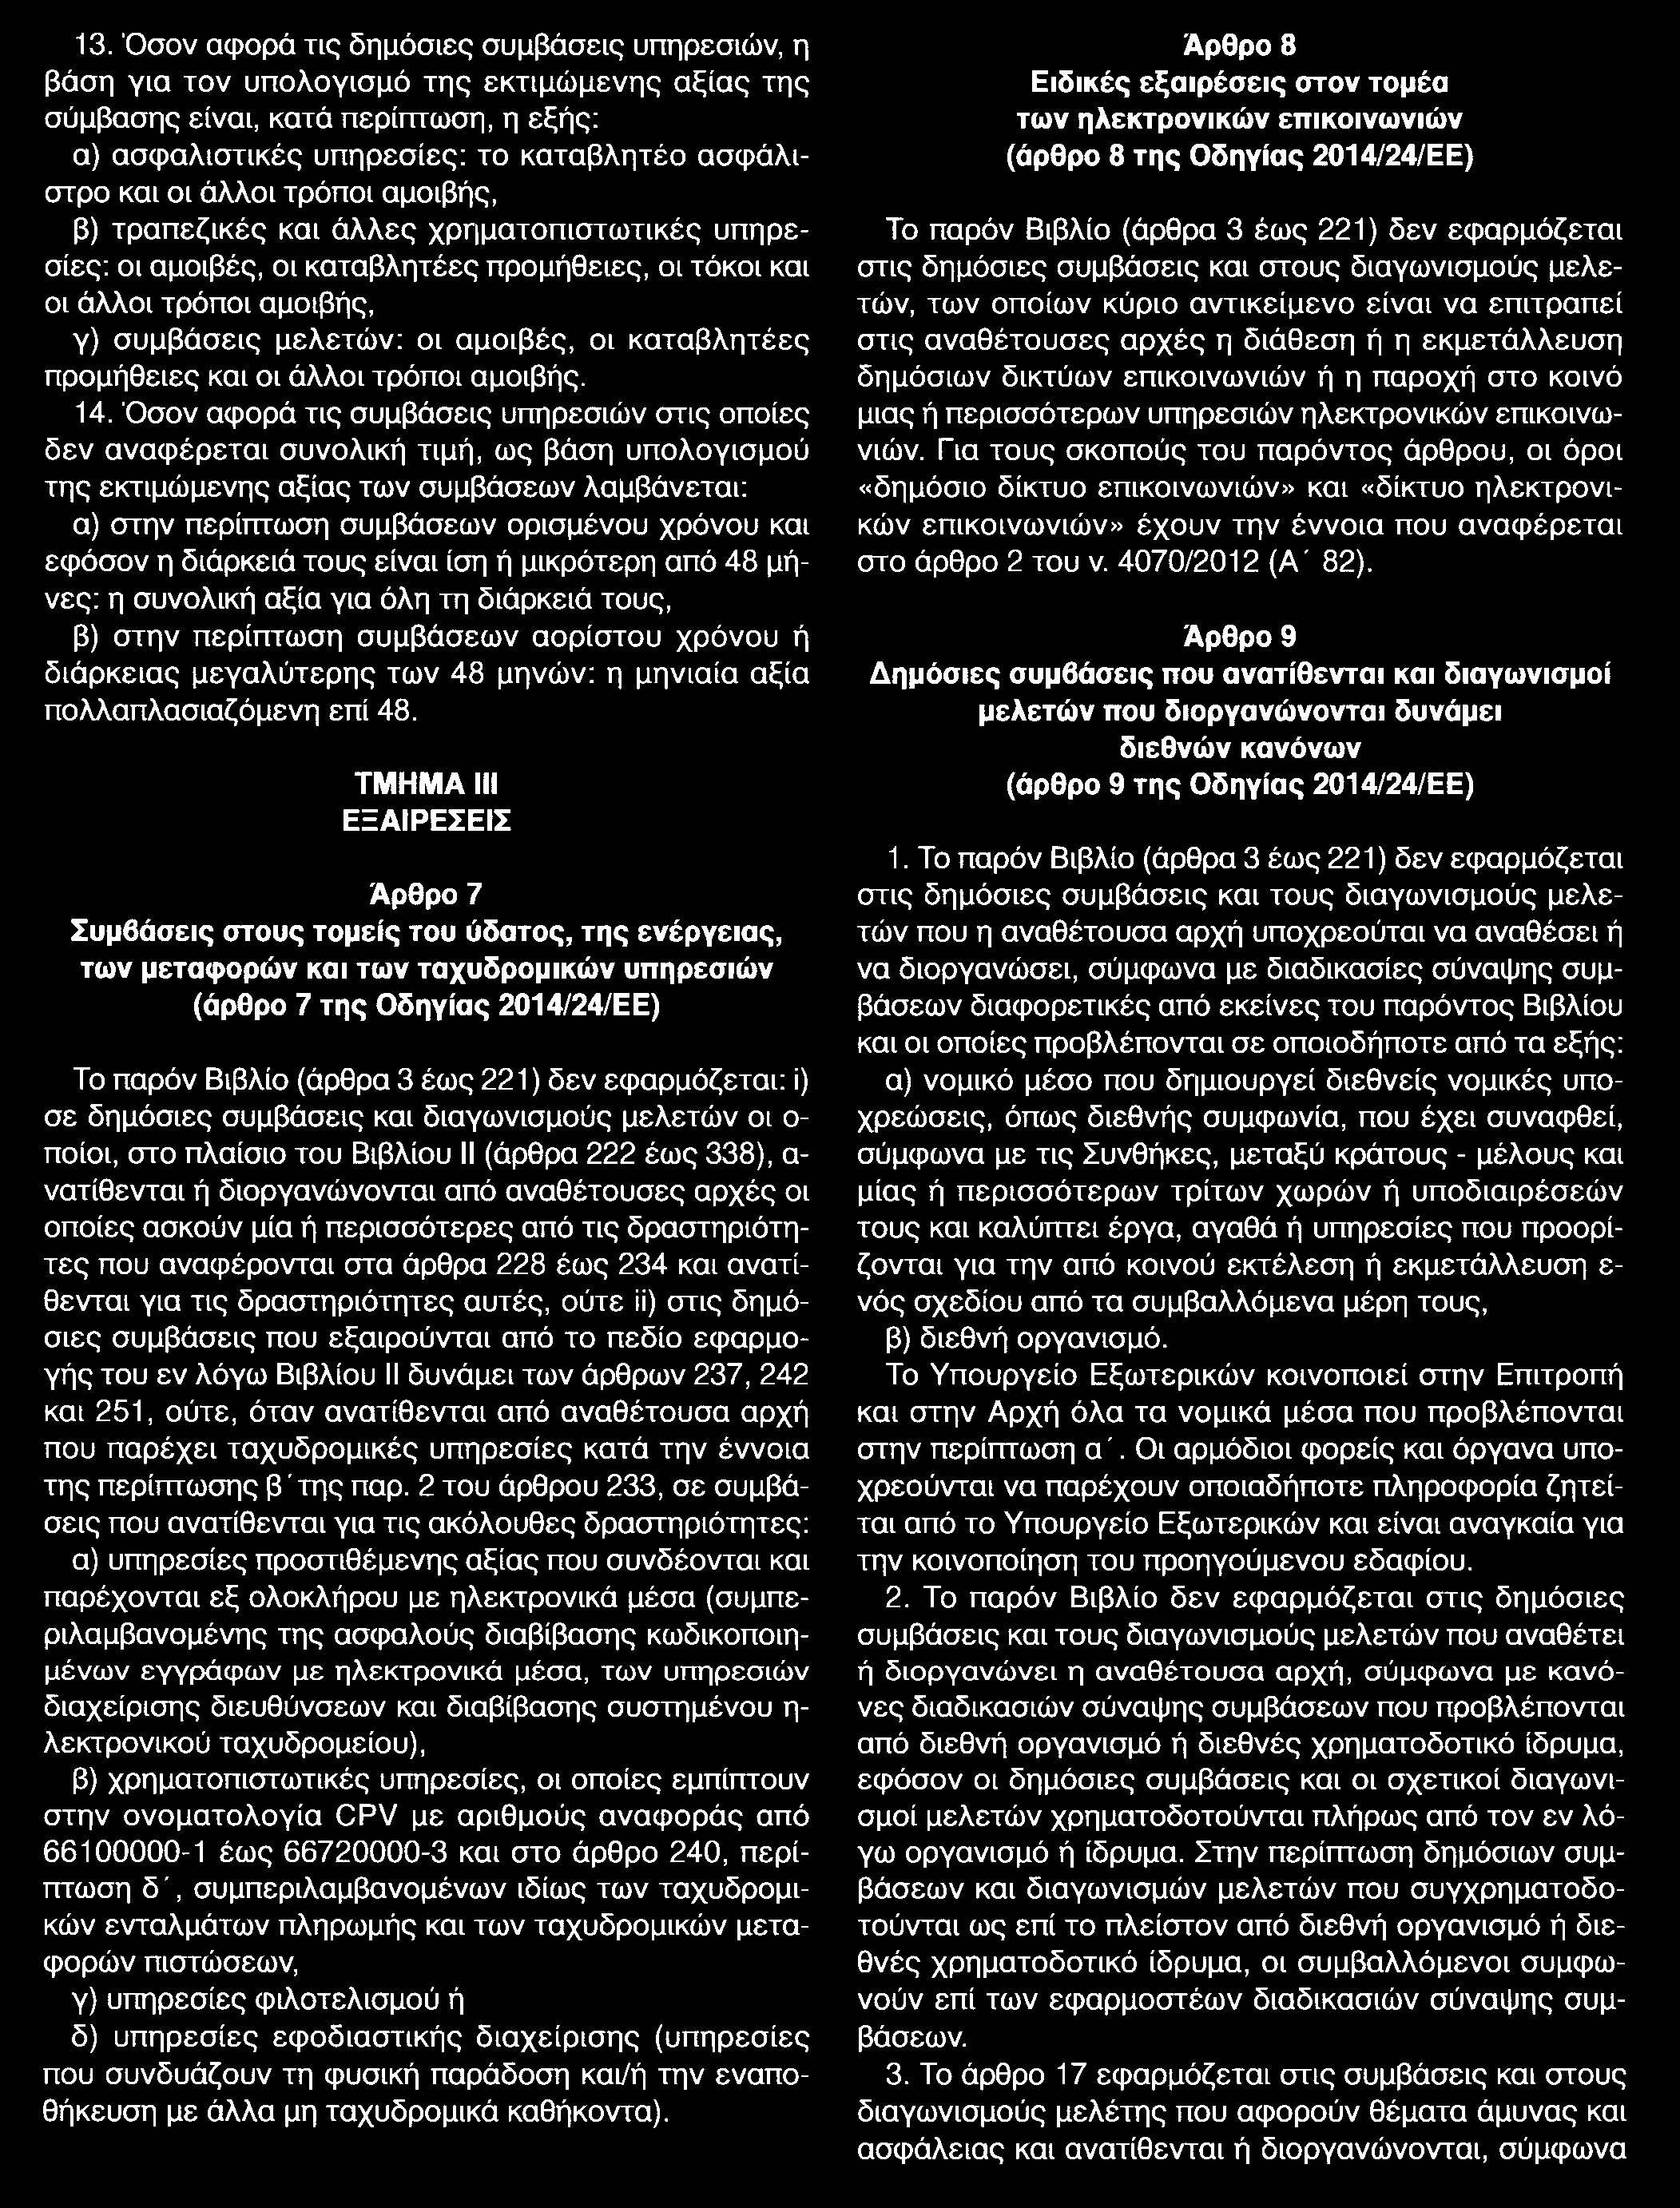 13. Όσον αφορά τις δημόσιες συμβάσεις υπηρεσιών, η
βάση για τον υπολογισμό της εκτιμώμενης αξίας της
σύμβασης είναι, κατά περίπτωση, η εξής:
α) ασφαλιστικές υπηρεσίες: το καταβλητέο ασφάλι-
στρο και οι άλλοι τρόποι αμοιβής,
β) τραπεζικές και άλλες χρηματοπιστωτικές υπηρε-
σίες: οι αμοιβές, οι καταβλητέες προμήθειες, οι τόκοι και
οι άλλοι τρόποι αμοιβής,
γ) συμβάσεις μελετών: οι αμοιβές, οι καταβλητέες
προμήθειες και οι άλλοι τρόποι αμοιβής.
14. Όσον αφορά τις συμβάσεις υπηρεσιών στις οποίες
δεν αναφέρεται συνολική τιμή, ως βάση υπολογισμού
της εκτιμώμενης αξίας των συμβάσεων λαμβάνεται:
α) στην περίπτωση συμβάσεων ορισμένου χρόνου και
εφόσον η διάρκειά τους είναι ίση ή μικρότερη από 48 μή-
νες: η συνολική αξία για όλη τη διάρκειά τους,
β) στην περίπτωση συμβάσεων αορίστου χρόνου ή
διάρκειας μεγαλύτερης των 48 μηνών: η μηνιαία αξία
πολλαπλασιαζόμενη επί 48.
ΤΜΗΜΑ ΙΙΙ
ΕΞΑΙΡΕΣΕΙΣ
Άρθρο 7
Συμβάσεις στους τομείς του ύδατος, της ενέργειας,
των μεταφορών και των ταχυδρομικών υπηρεσιών
(άρθρο 7 της Οδηγίας 2014/24/ΕΕ)
Το παρόν Βιβλίο (άρθρα 3 έως 221) δεν εφαρμόζεται: i)
σε δημόσιες συμβάσεις και διαγωνισμούς μελετών οι ο-
ποίοι, στο πλαίσιο του Βιβλίου ΙΙ (άρθρα 222 έως 338), α-
νατίθενται ή διοργανώνονται από αναθέτουσες αρχές οι
οποίες ασκούν μία ή περισσότερες από τις δραστηριότη-
τες που αναφέρονται στα άρθρα 228 έως 234 και ανατί-
θενται για τις δραστηριότητες αυτές, ούτε ii) στις δημό-
σιες συμβάσεις που εξαιρούνται από το πεδίο εφαρμο-
γής του εν λόγω Βιβλίου ΙΙ δυνάμει των άρθρων 237, 242
και 251, ούτε, όταν ανατίθενται από αναθέτουσα αρχή
που παρέχει ταχυδρομικές υπηρεσίες κατά την έννοια
της περίπτωσης β΄της παρ. 2 του άρθρου 233, σε συμβά-
σεις που ανατίθενται για τις ακόλουθες δραστηριότητες:
α) υπηρεσίες προστιθέμενης αξίας που συνδέονται και
παρέχονται εξ ολοκλήρου με ηλεκτρονικά μέσα (συμπε-
ριλαμβανομένης της ασφαλούς διαβίβασης κωδικοποιη-
μένων εγγράφων με ηλεκτρονικά μέσα, των υπηρεσιών
διαχείρισης διευθύνσεων και διαβίβασης συστημένου η-
λεκτρονικού ταχυδρομείου),
β) χρηματοπιστωτικές υπηρεσίες, οι οποίες εμπίπτουν
στην ονοματολογία CPV με αριθμούς αναφοράς από
66100000-1 έως 66720000-3 και στο άρθρο 240, περί-
πτωση δ΄, συμπεριλαμβανομένων ιδίως των ταχυδρομι-
κών ενταλμάτων πληρωμής και των ταχυδρομικών μετα-
φορών πιστώσεων,
γ) υπηρεσίες φιλοτελισμού ή
δ) υπηρεσίες εφοδιαστικής διαχείρισης (υπηρεσίες
που συνδυάζουν τη φυσική παράδοση και/ή την εναπο-
θήκευση με άλλα μη ταχυδρομικά καθήκοντα).
Άρθρο 8
Ειδικές εξαιρέσεις στον τομέα
των ηλεκτρονικών επικοινωνιών
(άρθρο 8 της Οδηγίας 2014/24/ΕΕ)
Το παρόν Βιβλίο (άρθρα 3 έως 221) δεν εφαρμόζεται
στις δημόσιες συμβάσεις και στους διαγωνισμούς μελε-
τών, των οποίων κύριο αντικείμενο είναι να επιτραπεί
στις αναθέτουσες αρχές η διάθεση ή η εκμετάλλευση
δημόσιων δικτύων επικοινωνιών ή η παροχή στο κοινό
μιας ή περισσότερων υπηρεσιών ηλεκτρονικών επικοινω-
νιών. Για τους σκοπούς του παρόντος άρθρου, οι όροι
«δημόσιο δίκτυο επικοινωνιών» και «δίκτυο ηλεκτρονι-
κών επικοινωνιών» έχουν την έννοια που αναφέρεται
στο άρθρο 2 του ν. 4070/2012 (Α΄ 82).
Άρθρο 9
Δημόσιες συμβάσεις που ανατίθενται και διαγωνισμοί
μελετών που διοργανώνονται δυνάμει
διεθνών κανόνων
(άρθρο 9 της Οδηγίας 2014/24/ΕΕ)
1. Το παρόν Βιβλίο (άρθρα 3 έως 221) δεν εφαρμόζεται
στις δημόσιες συμβάσεις και τους διαγωνισμούς μελε-
τών που η αναθέτουσα αρχή υποχρεούται να αναθέσει ή
να διοργανώσει, σύμφωνα με διαδικασίες σύναψης συμ-
βάσεων διαφορετικές από εκείνες του παρόντος Βιβλίου
και οι οποίες προβλέπονται σε οποιοδήποτε από τα εξής:
α) νομικό μέσο που δημιουργεί διεθνείς νομικές υπο-
χρεώσεις, όπως διεθνής συμφωνία, που έχει συναφθεί,
σύμφωνα με τις Συνθήκες, μεταξύ κράτους - μέλους και
μίας ή περισσότερων τρίτων χωρών ή υποδιαιρέσεών
τους και καλύπτει έργα, αγαθά ή υπηρεσίες που προορί-
ζονται για την από κοινού εκτέλεση ή εκμετάλλευση ε-
νός σχεδίου από τα συμβαλλόμενα μέρη τους,
β) διεθνή οργανισμό.
Το Υπουργείο Εξωτερικών κοινοποιεί στην Επιτροπή
και στην Αρχή όλα τα νομικά μέσα που προβλέπονται
στην περίπτωση α΄. Οι αρμόδιοι φορείς και όργανα υπο-
χρεούνται να παρέχουν οποιαδήποτε πληροφορία ζητεί-
ται από το Υπουργείο Εξωτερικών και είναι αναγκαία για
την κοινοποίηση του προηγούμενου εδαφίου.
2. Το παρόν Βιβλίο δεν εφαρμόζεται στις δημόσιες
συμβάσεις και τους διαγωνισμούς μελετών που αναθέτει
ή διοργανώνει η αναθέτουσα αρχή, σύμφωνα με κανό-
νες διαδικασιών σύναψης συμβάσεων που προβλέπονται
από διεθνή οργανισμό ή διεθνές χρηματοδοτικό ίδρυμα,
εφόσον οι δημόσιες συμβάσεις και οι σχετικοί διαγωνι-
σμοί μελετών χρηματοδοτούνται πλήρως από τον εν λό-
γω οργανισμό ή ίδρυμα. Στην περίπτωση δημόσιων συμ-
βάσεων και διαγωνισμών μελετών που συγχρηματοδο-
τούνται ως επί το πλείστον από διεθνή οργανισμό ή διε-
θνές χρηματοδοτικό ίδρυμα, οι συμβαλλόμενοι συμφω-
νούν επί των εφαρμοστέων διαδικασιών σύναψης συμ-
βάσεων.
3. Το άρθρο 17 εφαρμόζεται στις συμβάσεις και στους
διαγωνισμούς μελέτης που αφορούν θέματα άμυνας και
ασφάλειας και ανατίθενται ή διοργανώνονται, σύμφωνα